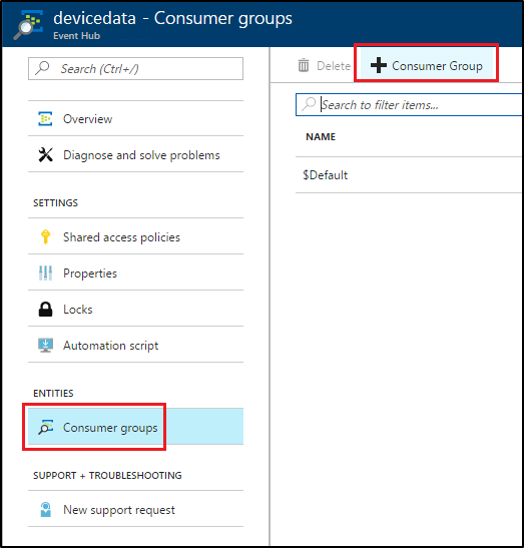 devicedata - Consumer groups
Event Hub
Search (Ctrl+/)
Overview
Diagnose and solve problems
SETTINGS
Shared access policies
Properties
Locks
Automation script
ENTITIES
Consumer groups
SUPPORT + TROUBLESHOOTING
New support request
Delete
Consumer Group
Search to filter items...
NAME
$Default